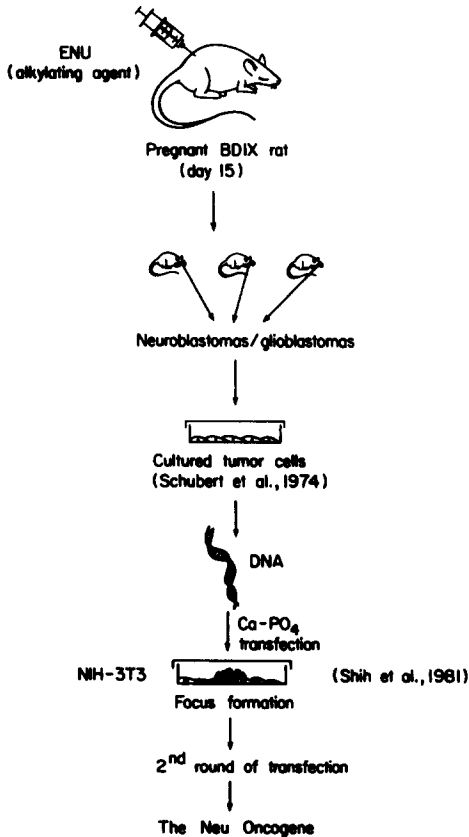 ENU
(alkylating agent)
Pregnant BDIX rat
(day 15)
Neuroblastomas/glioblastomas
Cultured tumor cells
(Schubert et al., 1974)
DNA
Ca-PO4
transfection
NIH-3T3
(Shih et al., 1981)
Focus formation
2nd round of transfection
The Neu Oncogene